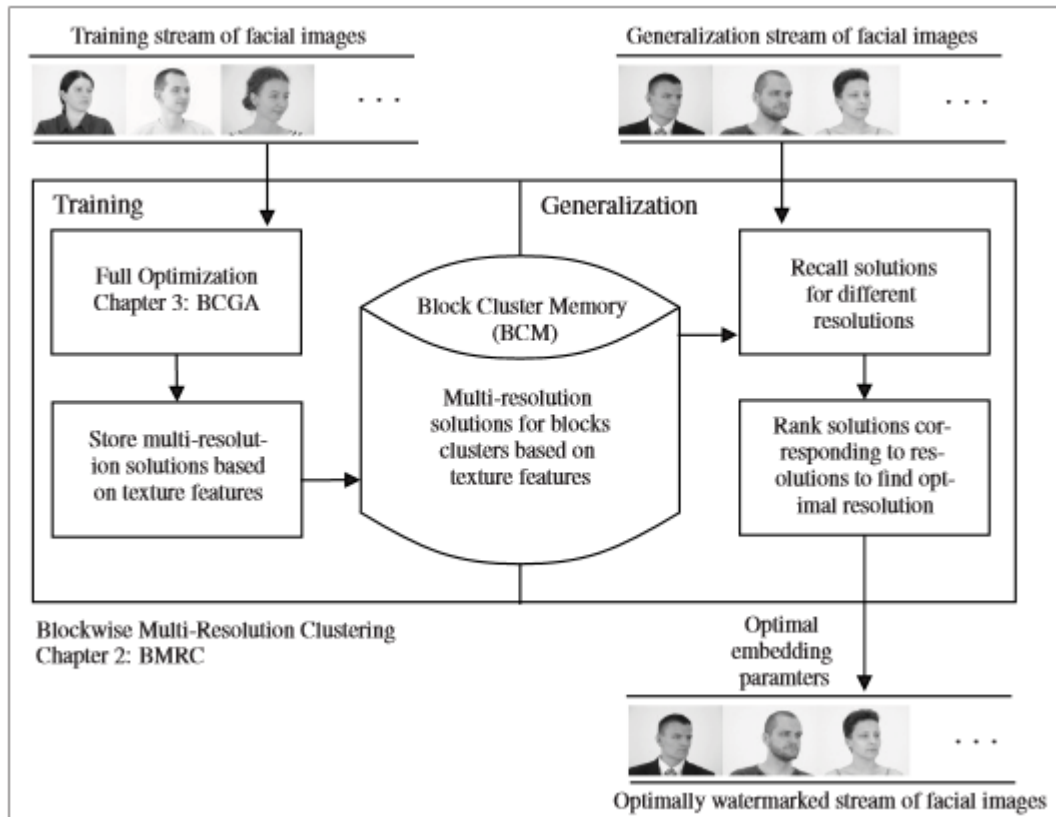 Training stream of facial images
Generalization stream of facial images
. . .
. . .
Training
Generalization
Full Optimization
Chapter 3: BCGA
Store multi-resolut-
ion solutions based
on texture features
Block Cluster Memory
(BCM)
Multi-resolution
solutions for blocks
clusters based on
texture features
Recall solutions
for different
resolutions
Rank solutions cor-
responding to res-
olutions to find opt-
imal resolution
Blockwise Multi-Resolution Clustering
Chapter 2: BMRC
Optimal
embedding
paramters
. . .
Optimally watermarked stream of facial images